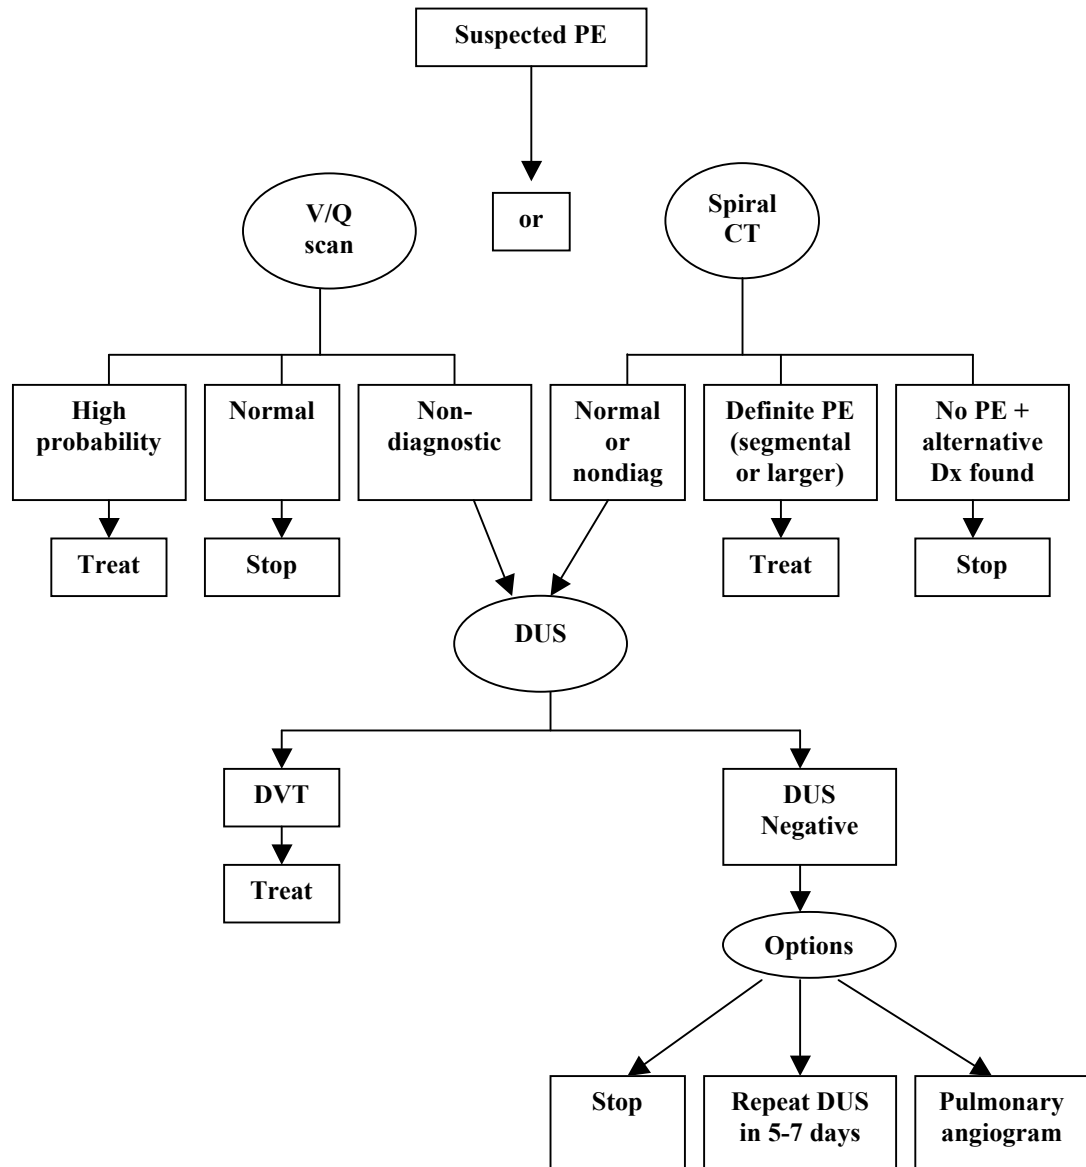 Suspected PE
V/Q
scan
or
Spiral
CT
High
probability
Normal
Non-
diagnostic
Normal
or
nondiag
Definite PE
(segmental
or larger)
No PE +
alternative
Dx found
Treat
Stop
Treat
Stop
DUS
DVT
DUS
Negative
Treat
Options
Stop
Repeat DUS
in 5-7 days
Pulmonary
angiogram